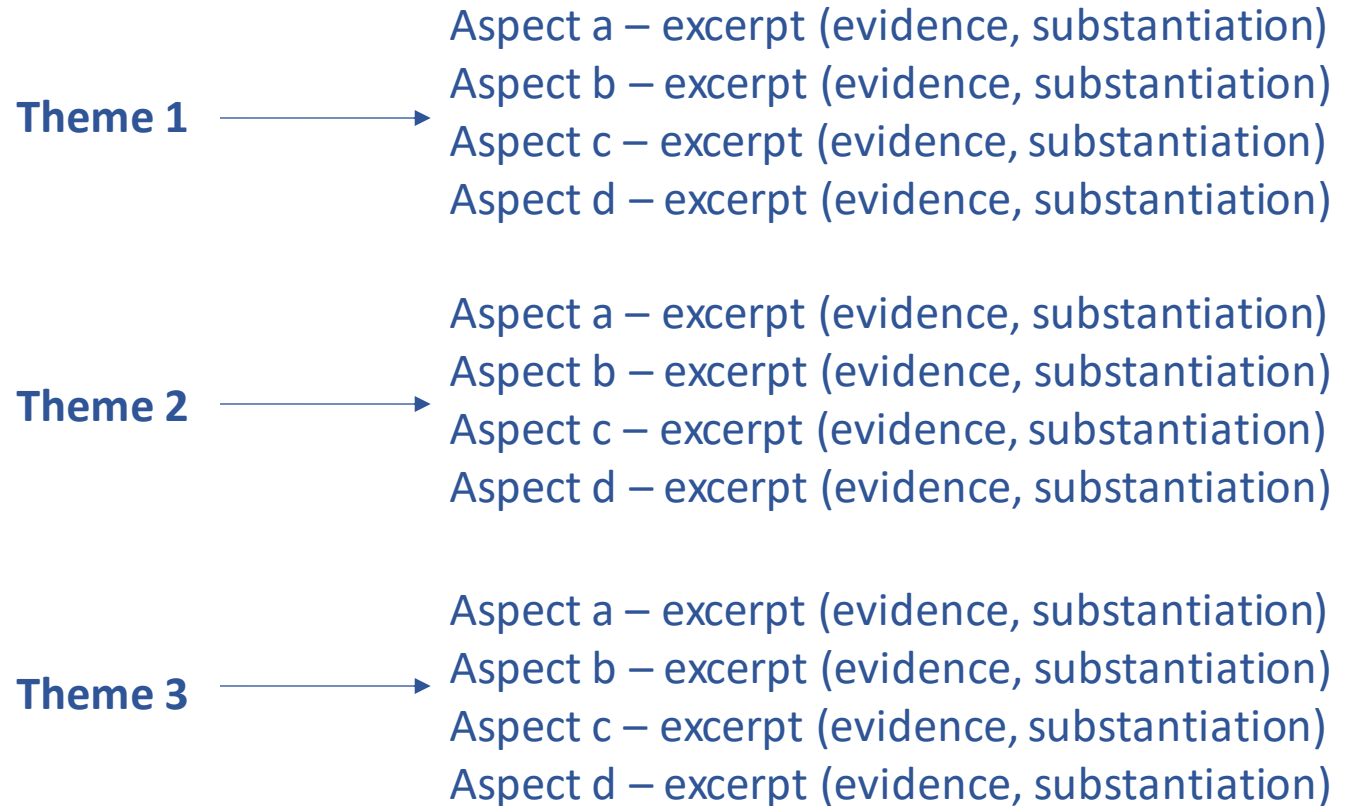 Aspect a – excerpt (evidence, substantiation)
Aspect b – excerpt (evidence, substantiation)
Theme 1
Aspect c – excerpt (evidence, substantiation)
Aspect d – excerpt (evidence, substantiation)
Aspect a – excerpt (evidence, substantiation)
Aspect b – excerpt (evidence, substantiation)
Theme 2
Aspect c – excerpt (evidence, substantiation)
Aspect d – excerpt (evidence, substantiation)
Aspect a – excerpt (evidence, substantiation)
Aspect b – excerpt (evidence, substantiation)
Theme 3
Aspect c – excerpt (evidence, substantiation)
Aspect d – excerpt (evidence, substantiation)